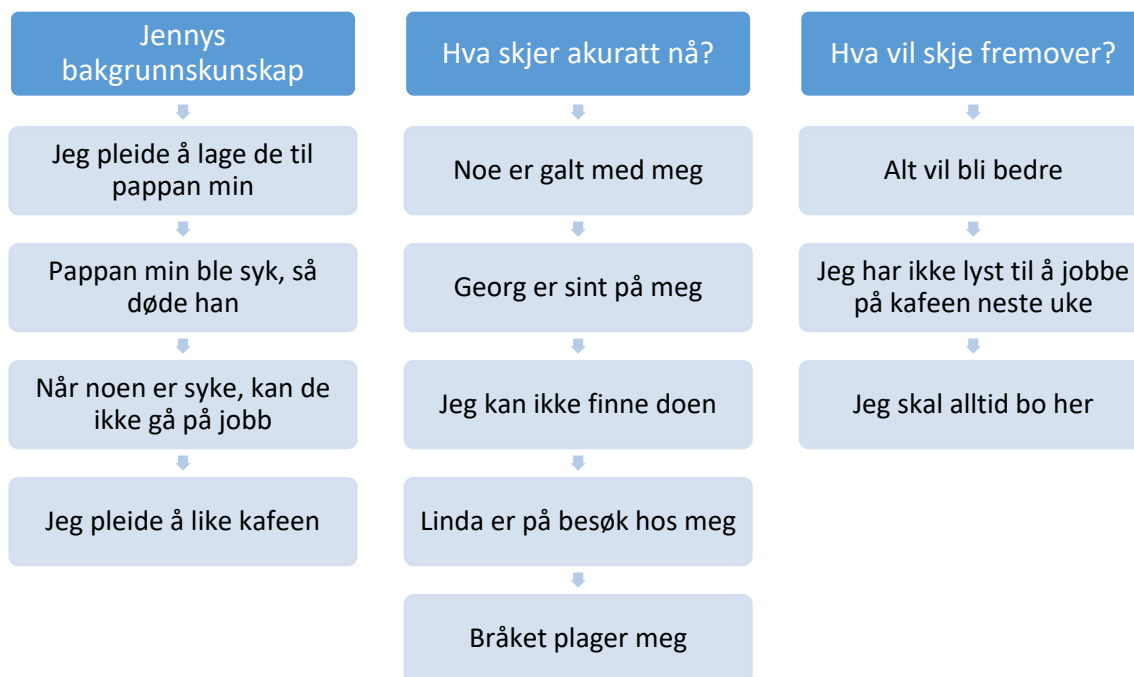 Jennys
bakgrunnskunskap
Jeg pleide å lage de til
pappan min
Pappan min ble syk, så
døde han
Når noen er syke, kan de
ikke gå på jobb
Jeg pleide å like kafeen
Hva skjer akuratt nå?
Noe er galt med meg
Georg er sint på meg
Jeg kan ikke finne doen
Linda er på besøk hos meg
Bråket plager meg
Hva vil skje fremover?
Alt vil bli bedre
Jeg har ikke lyst til å jobbe
på kafeen neste uke
Jeg skal alltid bo her